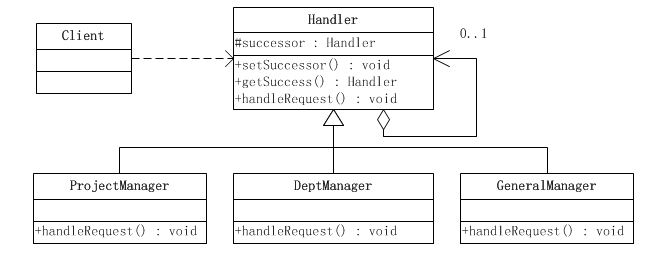 Handler
0..1
Client
#successor : Handler
+setSuccessor() : void
+getSuccess() : Handler
+handleRequest() : void
ProjectManager
DeptManager
GeneralManager
+handleRequest() : void
+handleRequest() : void
+handleRequest() : void